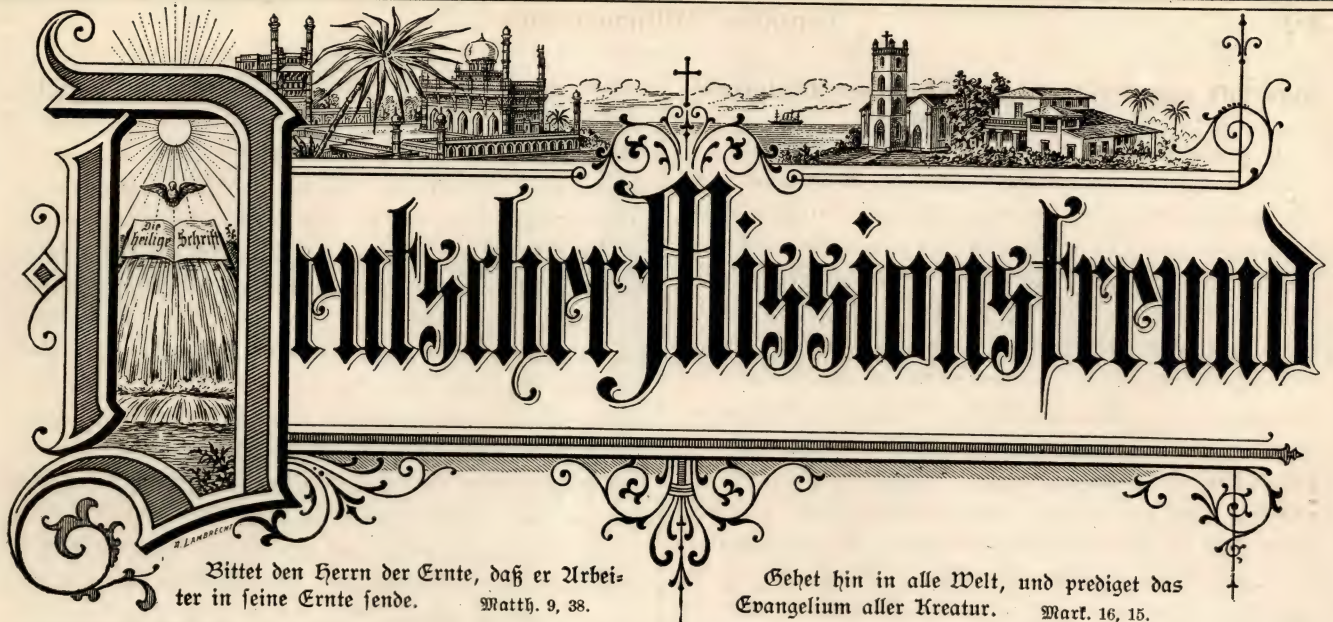 Deutscher Missionsfreund
Die
heilige Schrift
Bittet den Herrn der Ernte, daß er Arbei=
ter in seine Ernte sende. Matth. 9, 38.
Gehet hin in alle Welt, und prediget das
Evangelium aller Kreatur. Mark. 16, 15.